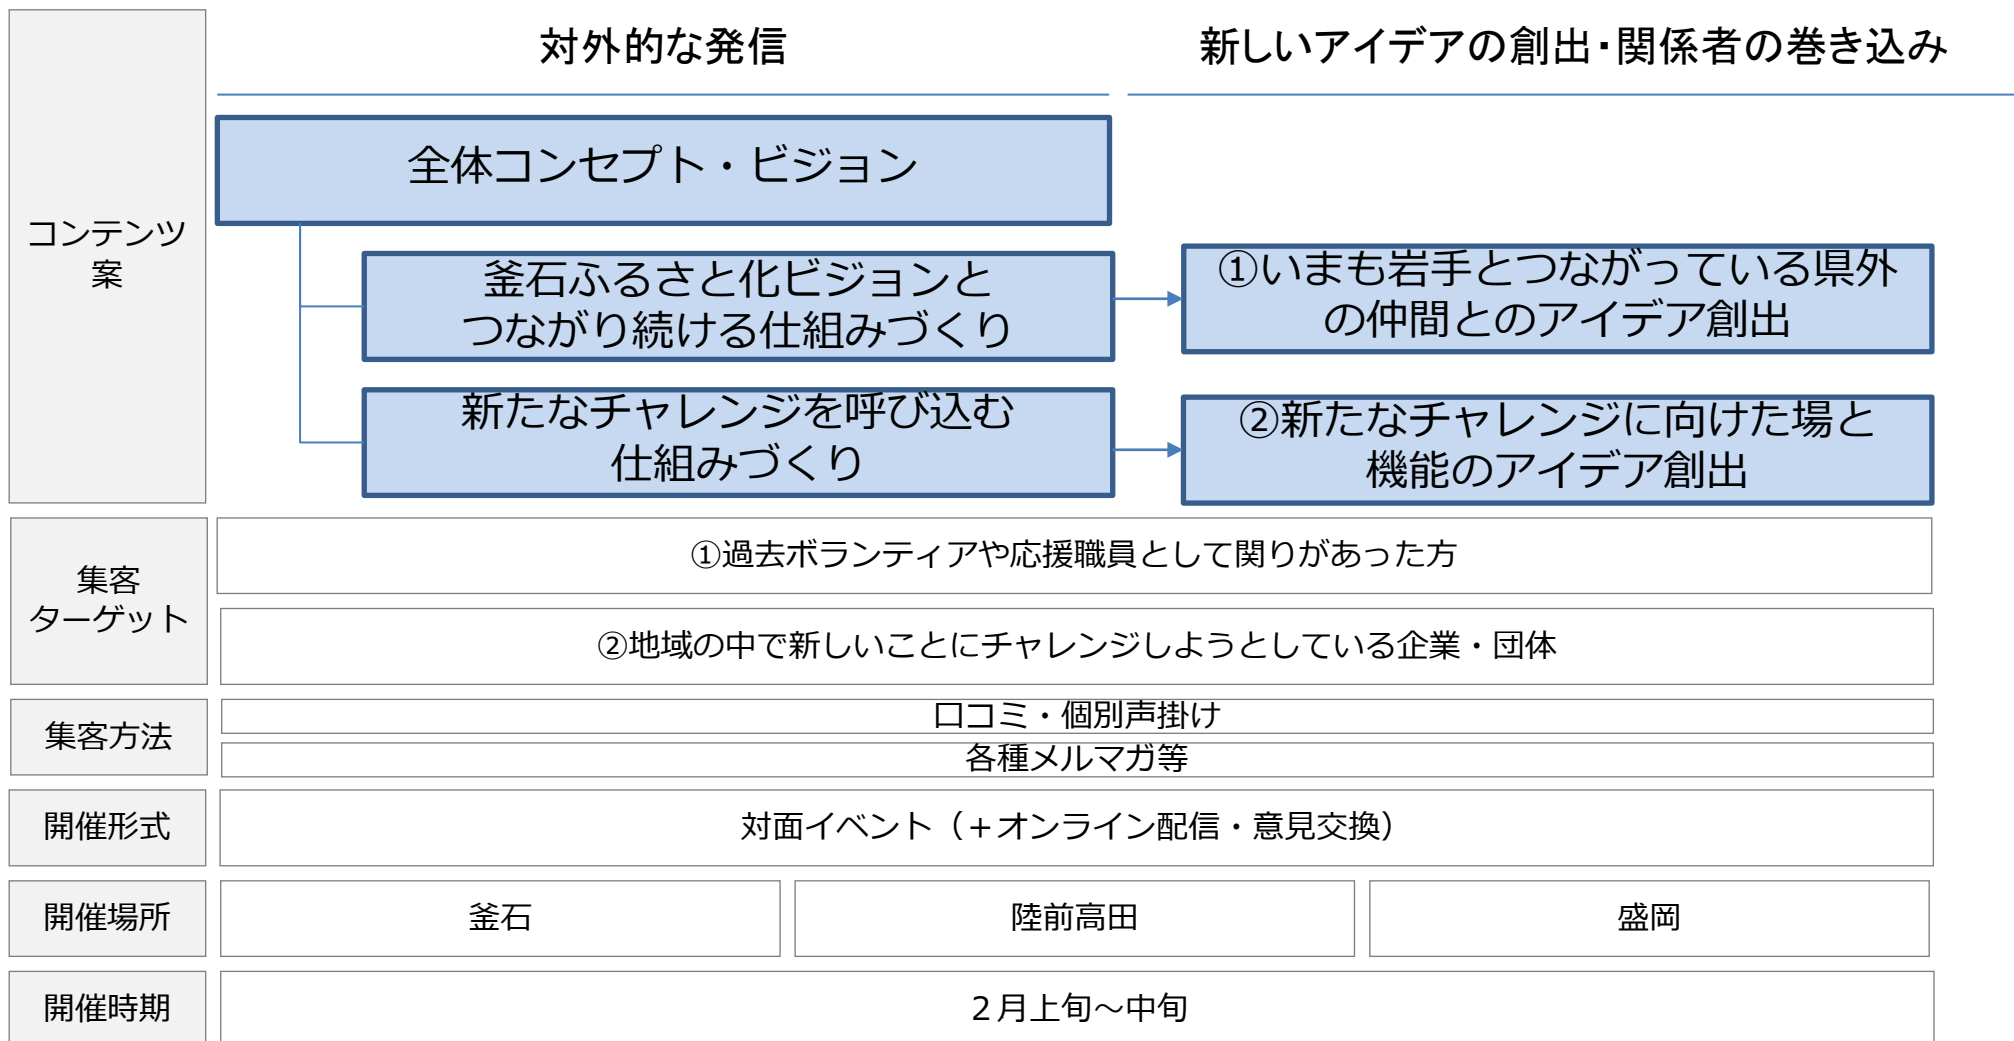 対外的な発信
新しいアイデアの創出・関係者の巻き込み
コンテンツ
案
全体コンセプト・ビジョン
釜石ふるさと化ビジョンと
つながり続ける仕組みづくり
①いまも岩手とつながっている県外
の仲間とのアイデア創出
新たなチャレンジを呼び込む
仕組みづくり
②新たなチャレンジに向けた場と
機能のアイデア創出
集客
ターゲット
①過去ボランティアや応援職員として関りがあった方
②地域の中で新しいことにチャレンジしようとしている企業・団体
集客方法
口コミ・個別声掛け
各種メルマガ等
開催形式
対面イベント（＋オンライン配信・意見交換）
開催場所
釜石
陸前高田
盛岡
開催時期
２月上旬～中旬